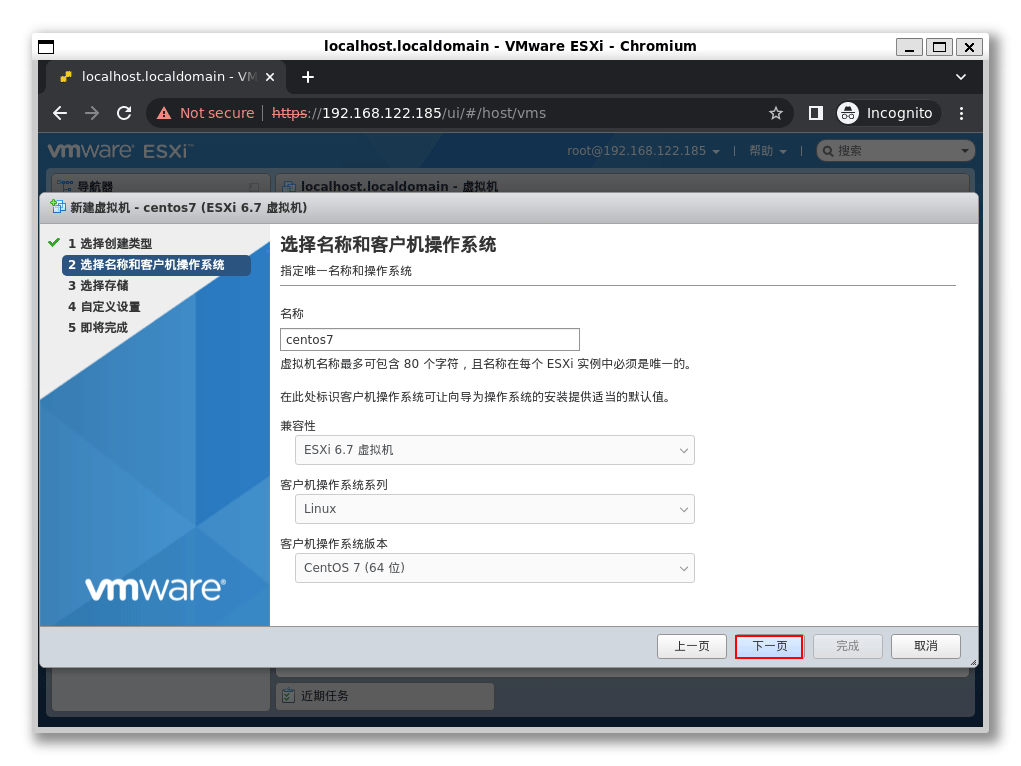 localhost.localdomain - VMware ESXi - Chromium
localhost.localdomain - VM
Not secure https://192.168.122.185/ui/#/host/vms
Incognito
vmware ESXi™
root@192.168.122.185 | 帮助 | 搜索
导航器
localhost.localdomain - 虚拟机
新建虚拟机 - centos7 (ESXi 6.7 虚拟机)
1 选择创建类型
2 选择名称和客户机操作系统
3 选择存储
4 自定义设置
5 即将完成
vmware®
选择名称和客户机操作系统
指定唯一名称和操作系统
名称
centos7
虚拟机名称最多可包含 80 个字符，且名称在每个 ESXi 实例中必须是唯一的。
在此处标识客户机操作系统可让向导为操作系统的安装提供适当的默认值。
兼容性
ESXi 6.7 虚拟机
客户机操作系统系列
Linux
客户机操作系统版本
CentOS 7 (64 位)
上一页 下一页 完成 取消
近期任务